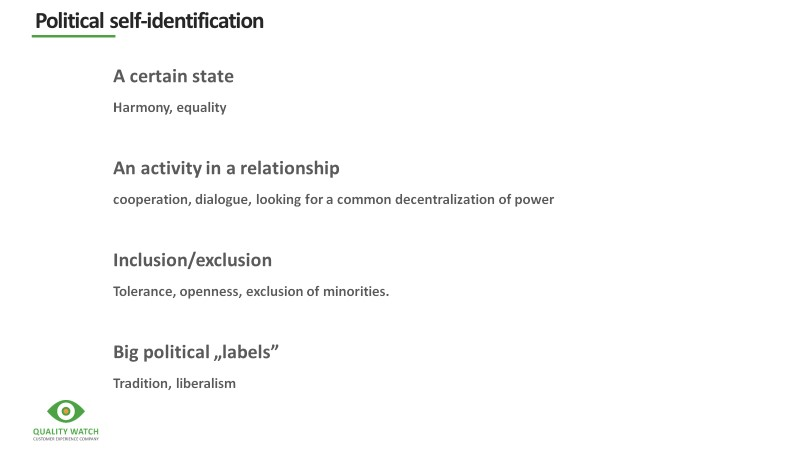 Political self-identification
A certain state
Harmony, equality
An activity in a relationship
cooperation, dialogue, looking for a common decentralization of power
Inclusion/exclusion
Tolerance, openness, exclusion of minorities.
Big political „labels”
Tradition, liberalism
QUALITY WATCH
CUSTOMER EXPERIENCE COMPANY